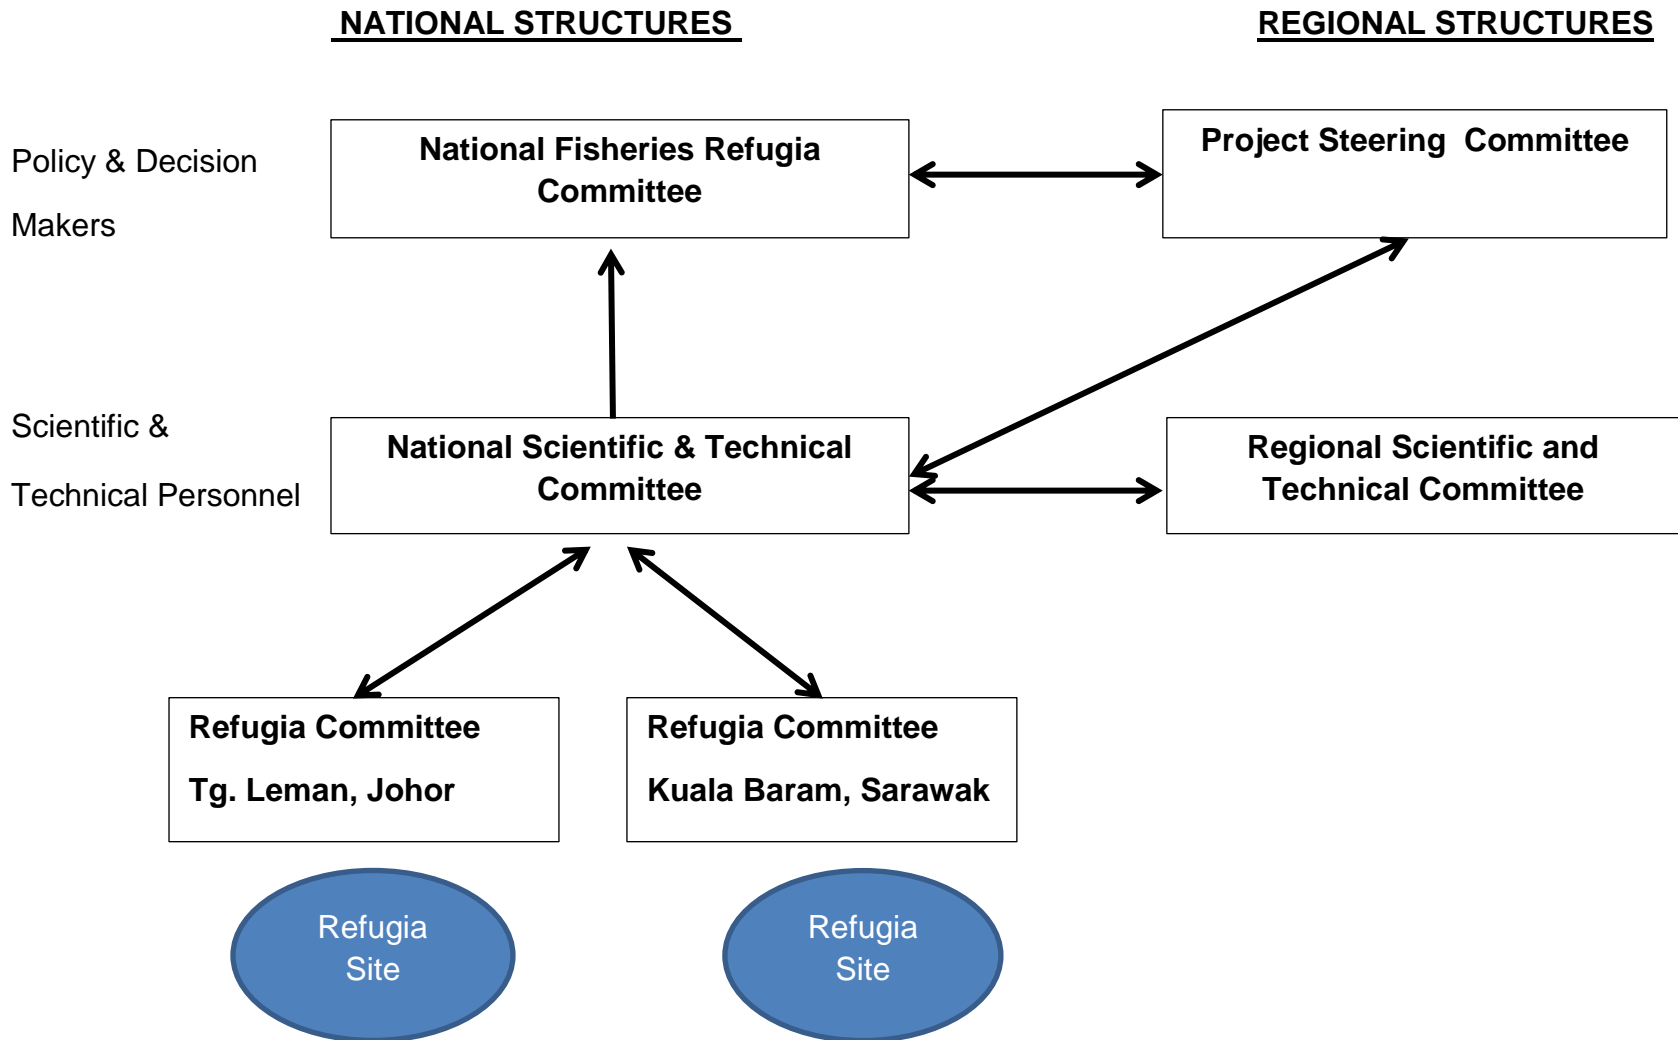 NATIONAL STRUCTURES
REGIONAL STRUCTURES
Policy & Decision
Makers
National Fisheries Refugia
Committee
Project Steering Committee
Scientific &
Technical Personnel
National Scientific & Technical
Committee
Regional Scientific and
Technical Committee
Refugia Committee
Tg. Leman, Johor
Refugia Committee
Kuala Baram, Sarawak
Refugia
Site
Refugia
Site